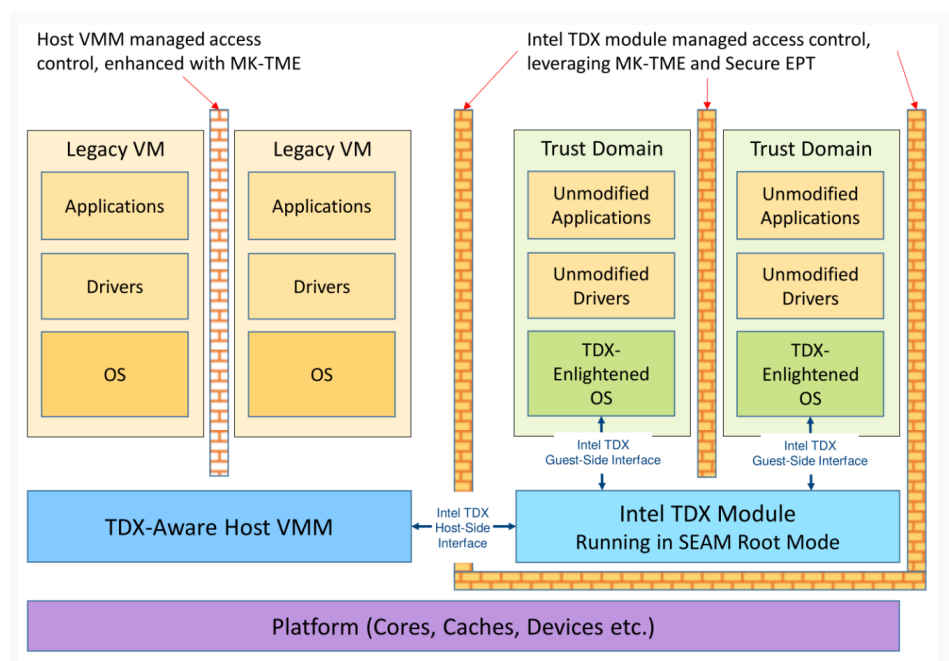 Host VMM managed access
control, enhanced with MK-TME
Intel TDX module managed access control,
leveraging MK-TME and Secure EPT
Legacy VM
Applications
Drivers
OS
Legacy VM
Applications
Drivers
OS
Trust Domain
Unmodified
Applications
Unmodified
Drivers
TDX-
Enlightened
OS
Trust Domain
Unmodified
Applications
Unmodified
Drivers
TDX-
Enlightened
OS
Intel TDX
Guest-Side Interface
Intel TDX
Guest-Side Interface
TDX-Aware Host VMM
Intel TDX
Host-Side
Interface
Intel TDX Module
Running in SEAM Root Mode
Platform (Cores, Caches, Devices etc.)